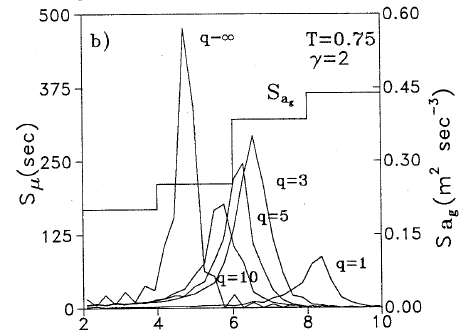 b)
q-∞
T=0.75
γ=2
S_{a_g}
q=3
q=5
q=10
q=1
S_μ(sec)
500
375
250
125
0
0.60
0.45
0.30
0.15
0.00
S_{a_g}(m² sec⁻³)
2 4 6 8 10